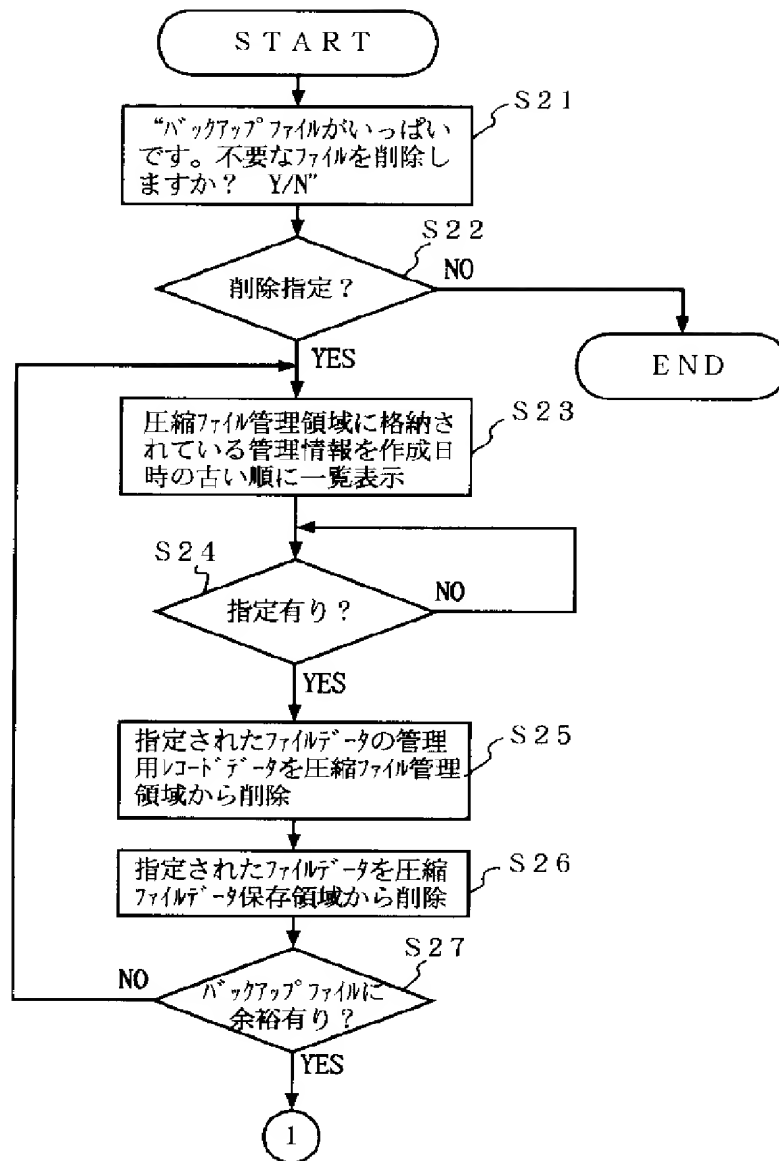 START
S21
“バックアップファイルがいっぱい
です。不要なファイルを削除し
ますか？ Y/N”
S22
削除指定？
NO
YES
END
S23
圧縮ファイル管理領域に格納さ
れている管理情報を作成日
時の古い順に一覧表示
S24
指定有り？
NO
YES
S25
指定されたファイルデータの管理
用レコードデータを圧縮ファイル管理
領域から削除
S26
指定されたファイルデータを圧縮
ファイルデータ保存領域から削除
S27
NO
バックアップファイルに
余裕有り？
YES
1